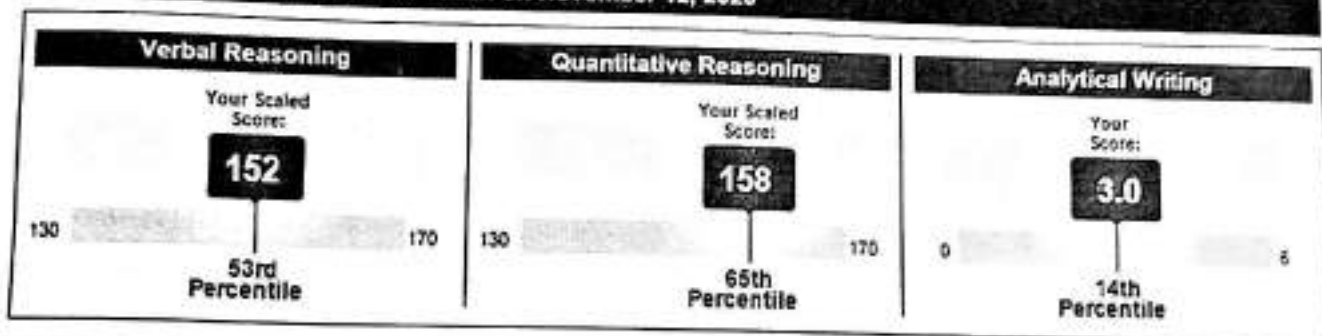 Verbal Reasoning
Your Scaled
Score:
152
130
170
53rd
Percentile
Quantitative Reasoning
Your Scaled
Score:
158
130
170
65th
Percentile
Analytical Writing
Your
Score:
3.0
0
6
14th
Percentile